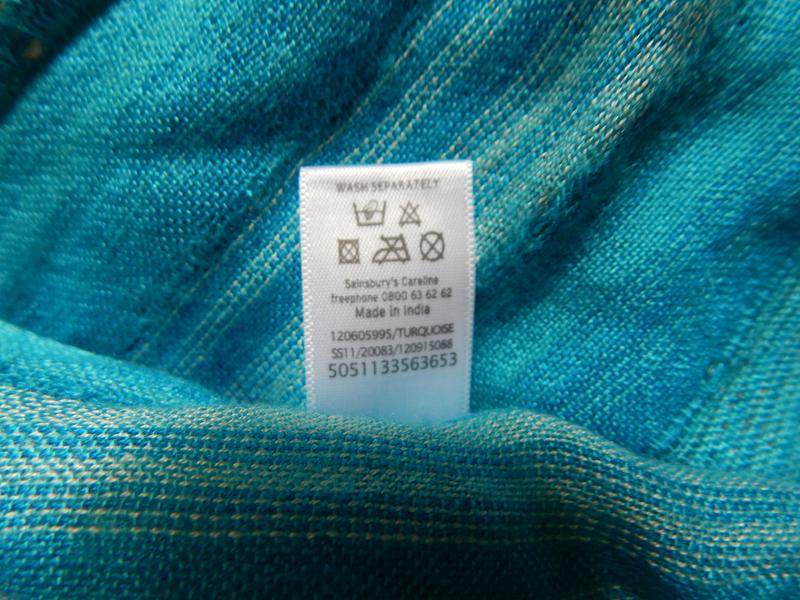 WASH SEPARATELY
Sainsbury's Careline
freephone 0800 63 62 62
Made in India
120605995/TURQUOISE
SS11/20083/120915088
5051133563653